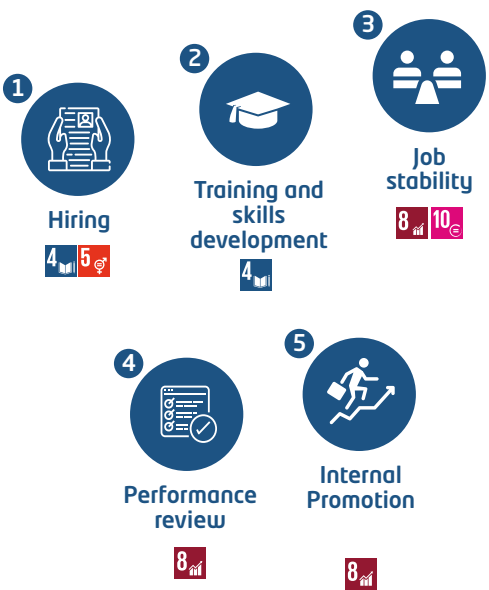 1
Hiring
4 5
2
Training and
skills
development
4
3
Job
stability
8 10
4
Performance
review
8
5
Internal
Promotion
8